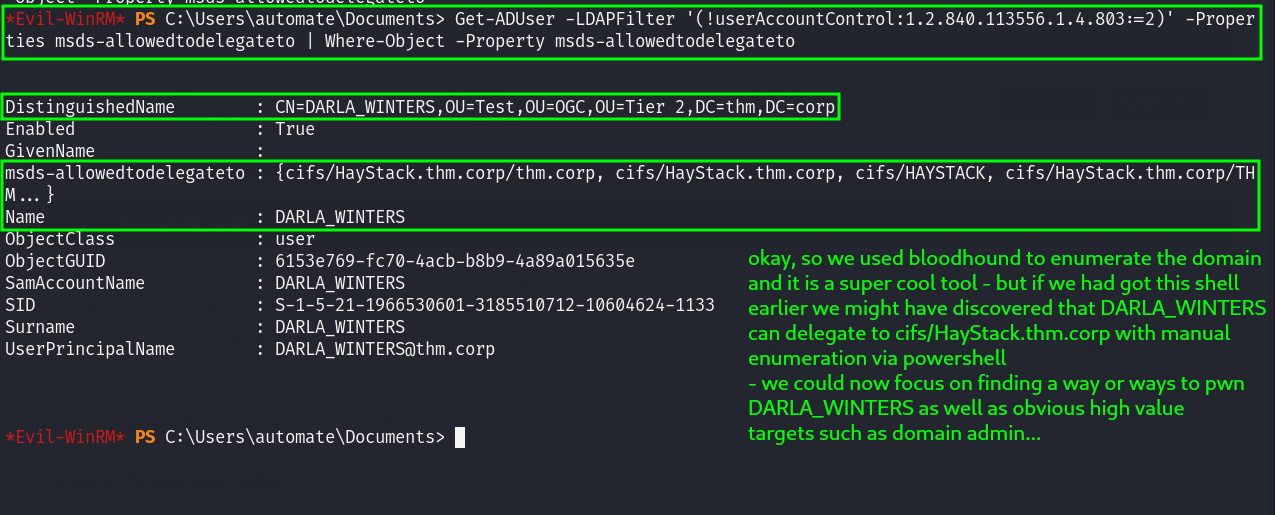 *Evil-WinRM* PS C:\Users\automate\Documents> Get-ADUser -LDAPFilter '(!userAccountControl:1.2.840.113556.1.4.803:=2)' -Proper
ties msds-allowedtodelegateto | Where-Object -Property msds-allowedtodelegateto
DistinguishedName : CN=DARLA_WINTERS,OU=Test,OU=OGC,OU=Tier 2,DC=thm,DC=corp
Enabled : True
GivenName :
msds-allowedtodelegateto : {cifs/HayStack.thm.corp/thm.corp, cifs/HayStack.thm.corp, cifs/HAYSTACK, cifs/HayStack.thm.corp/TH
M...}
Name : DARLA_WINTERS
ObjectClass : user
ObjectGUID : 6153e769-fc70-4acb-b8b9-4a89a015635e
SamAccountName : DARLA_WINTERS
SID : S-1-5-21-1966530601-3185510712-10604624-1133
Surname : DARLA_WINTERS
UserPrincipalName : DARLA_WINTERS@thm.corp
okay, so we used bloodhound to enumerate the domain
and it is a super cool tool - but if we had got this shell
earlier we might have discovered that DARLA_WINTERS
can delegate to cifs/HayStack.thm.corp with manual
enumeration via powershell
- we could now focus on finding a way or ways to pwn
DARLA_WINTERS as well as obvious high value
targets such as domain admin...
*Evil-WinRM* PS C:\Users\automate\Documents>